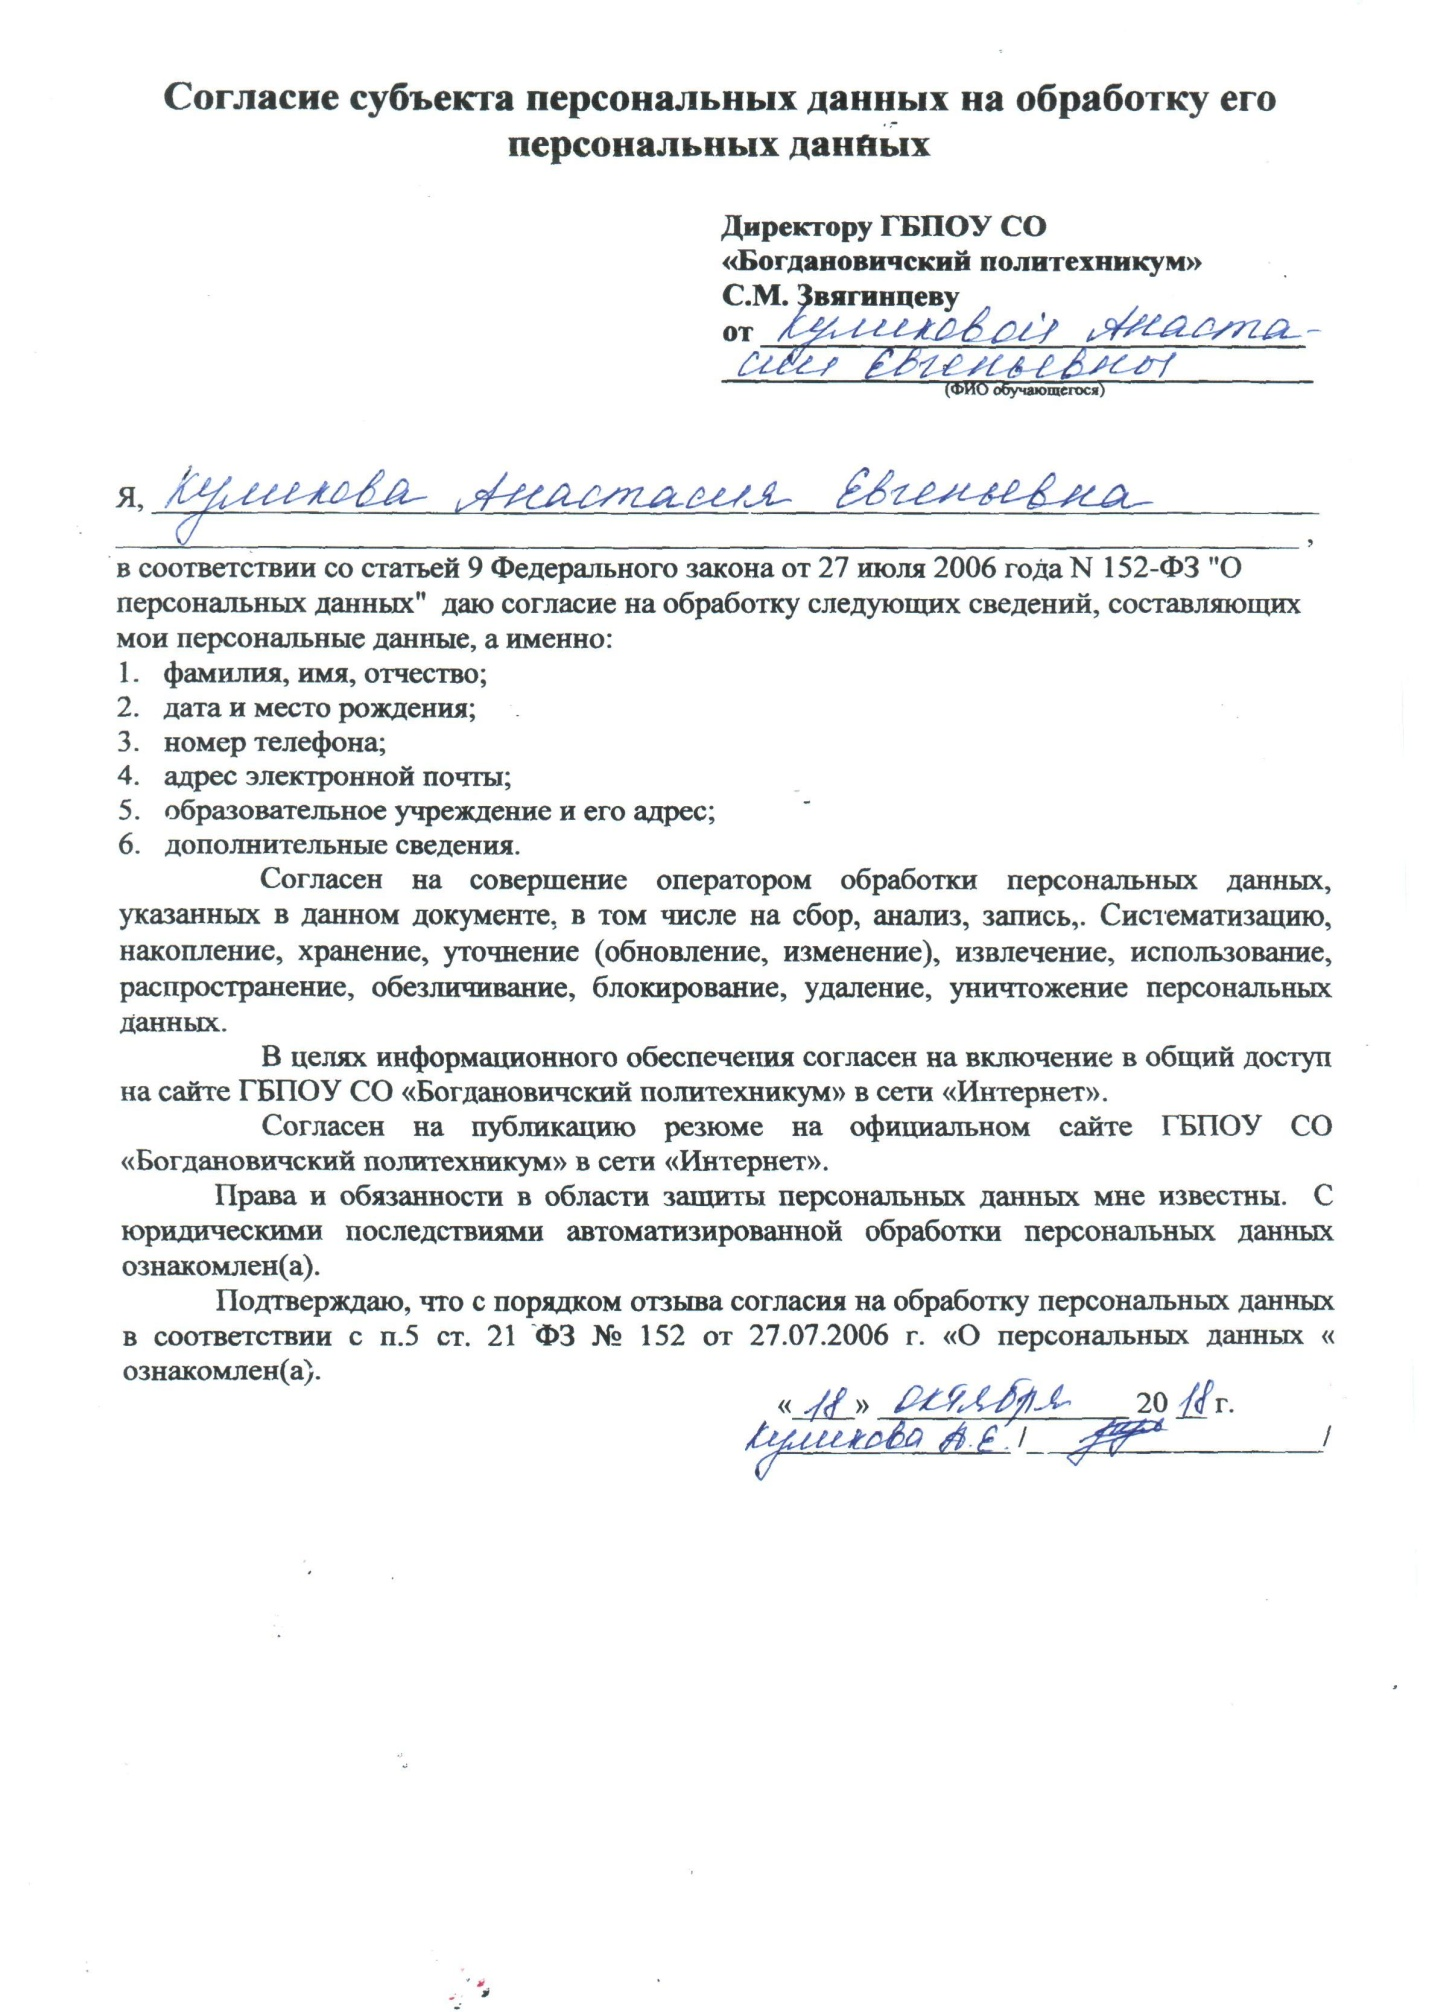 Согласие субъекта персональных данных на обработку его
персональных данных
Директору ГБПОУ СО
«Богдановичский политехникум»
С.М. Звягинцеву
от Куликовой Анаста-
сии Евгеньевны
(ФИО обучающегося)
Я, Куликова Анастасия Евгеньевна
,
в соответствии со статьей 9 Федерального закона от 27 июля 2006 года N 152-ФЗ "О
персональных данных" даю согласие на обработку следующих сведений, составляющих
мои персональные данные, а именно:
1. фамилия, имя, отчество;
2. дата и место рождения;
3. номер телефона;
4. адрес электронной почты;
5. образовательное учреждение и его адрес;
6. дополнительные сведения.
Согласен на совершение оператором обработки персональных данных,
указанных в данном документе, в том числе на сбор, анализ, запись,. Систематизацию,
накопление, хранение, уточнение (обновление, изменение), извлечение, использование,
распространение, обезличивание, блокирование, удаление, уничтожение персональных
данных.
В целях информационного обеспечения согласен на включение в общий доступ
на сайте ГБПОУ СО «Богдановичский политехникум» в сети «Интернет».
Согласен на публикацию резюме на официальном сайте ГБПОУ СО
«Богдановичский политехникум» в сети «Интернет».
Права и обязанности в области защиты персональных данных мне известны. С
юридическими последствиями автоматизированной обработки персональных данных
ознакомлен(а).
Подтверждаю, что с порядком отзыва согласия на обработку персональных данных
в соответствии с п.5 ст. 21 ФЗ № 152 от 27.07.2006 г. «О персональных данных «
ознакомлен(а).
«18» октября 2018 г.
Куликова А.Е. / /